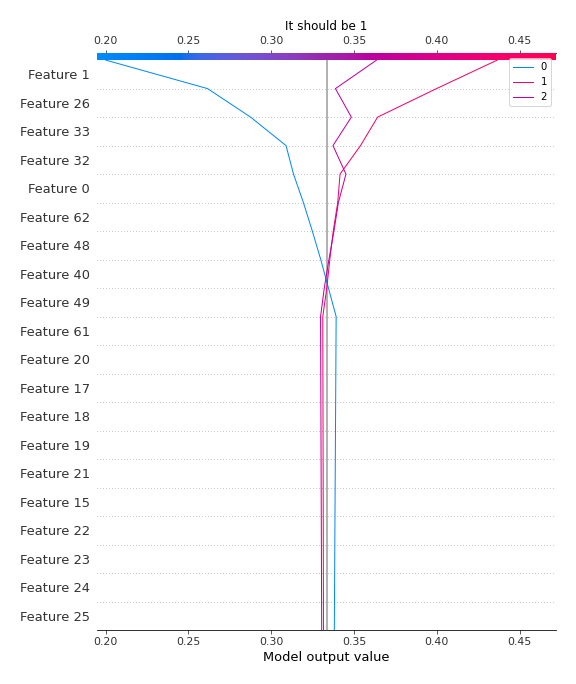 It should be 1
0.20 0.25 0.30 0.35 0.40 0.45
0
1
2
Feature 1
Feature 26
Feature 33
Feature 32
Feature 0
Feature 62
Feature 48
Feature 40
Feature 49
Feature 61
Feature 20
Feature 17
Feature 18
Feature 19
Feature 21
Feature 15
Feature 22
Feature 23
Feature 24
Feature 25
0.20 0.25 0.30 0.35 0.40 0.45
Model output value